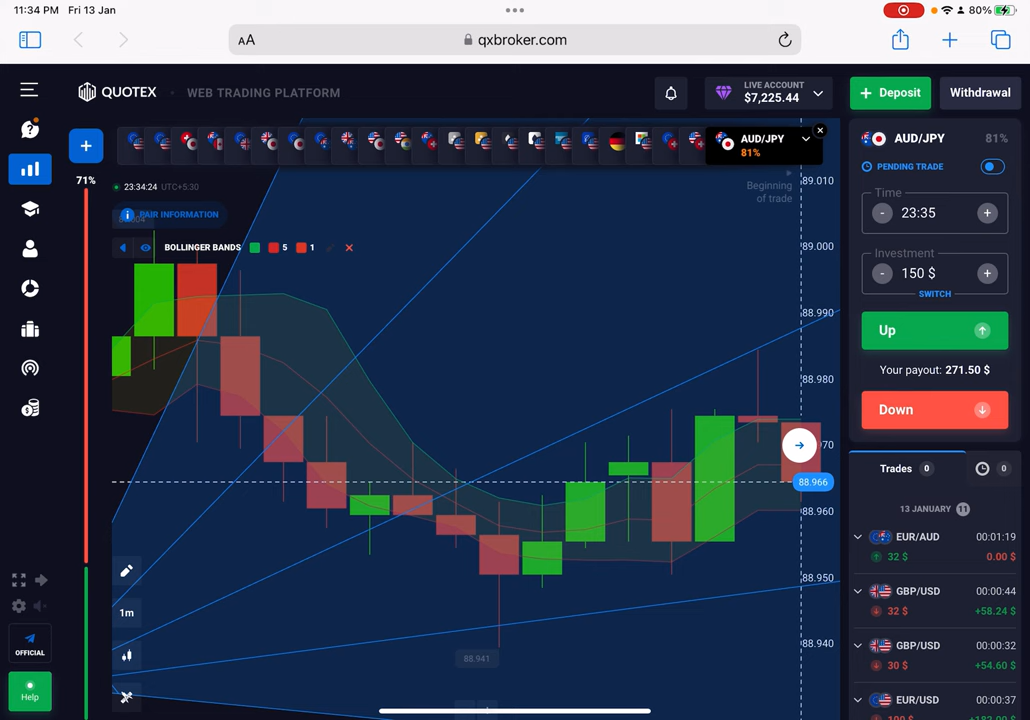 11:34 PM Fri 13 Jan
80%
AA
qxbroker.com
QUOTEX
WEB TRADING PLATFORM
LIVE ACCOUNT
$7,225.44
+ Deposit
Withdrawal
+
AUD/JPY
81%
71%
23:34:24 UTC+5:30
PAIR INFORMATION
BOLLINGER BANDS 5 1
Beginning
of trade
89.010
89.000
88.990
88.980
88.966
88.960
88.950
88.940
88.941
1m
OFFICIAL
Help
AUD/JPY 81%
PENDING TRADE
Time
- 23:35 +
Investment
- 150 $ +
SWITCH
Up
Your payout: 271.50 $
Down
Trades 0
0
13 JANUARY 11
EUR/AUD 00:01:19
32 $ 0.00 $
GBP/USD 00:00:44
32 $ +58.24 $
GBP/USD 00:00:32
30 $ +54.60 $
EUR/USD 00:00:37